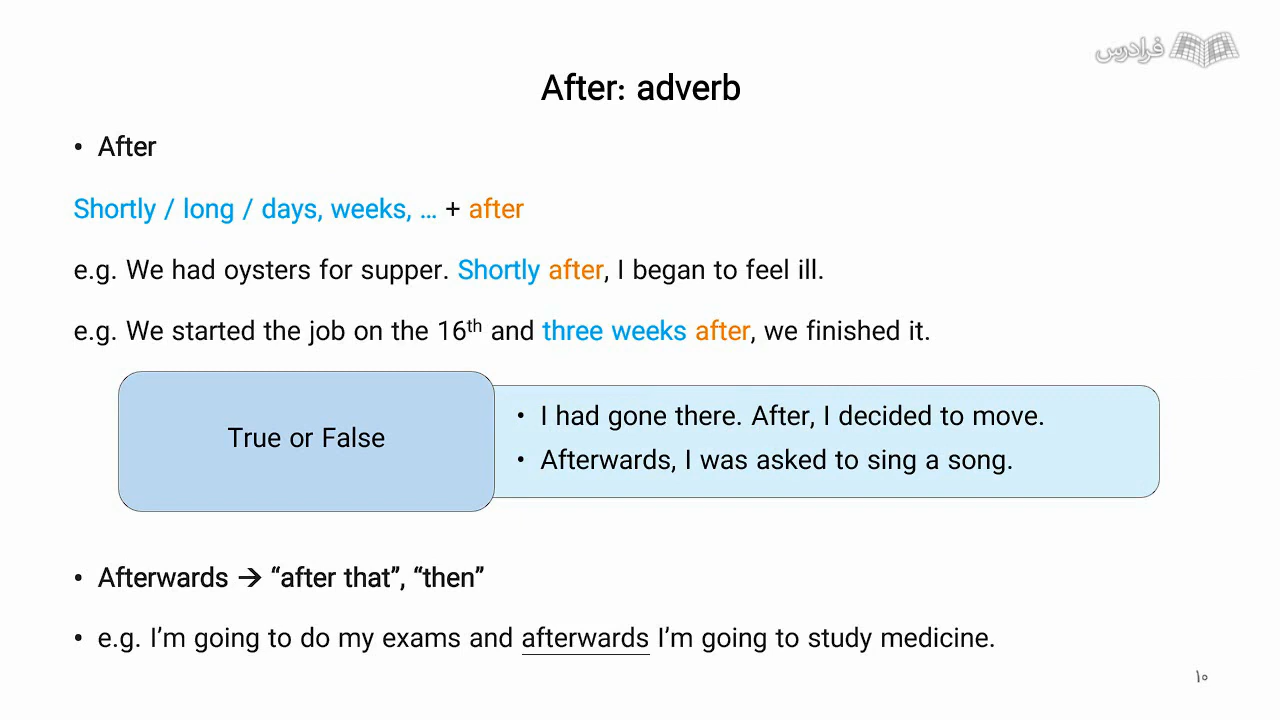 فرادرس
After: adverb
• After
Shortly / long / days, weeks, … + after
e.g. We had oysters for supper. Shortly after, I began to feel ill.
e.g. We started the job on the 16th and three weeks after, we finished it.
True or False
• I had gone there. After, I decided to move.
• Afterwards, I was asked to sing a song.
• Afterwards → “after that”, “then”
• e.g. I’m going to do my exams and afterwards I’m going to study medicine.
۱۰